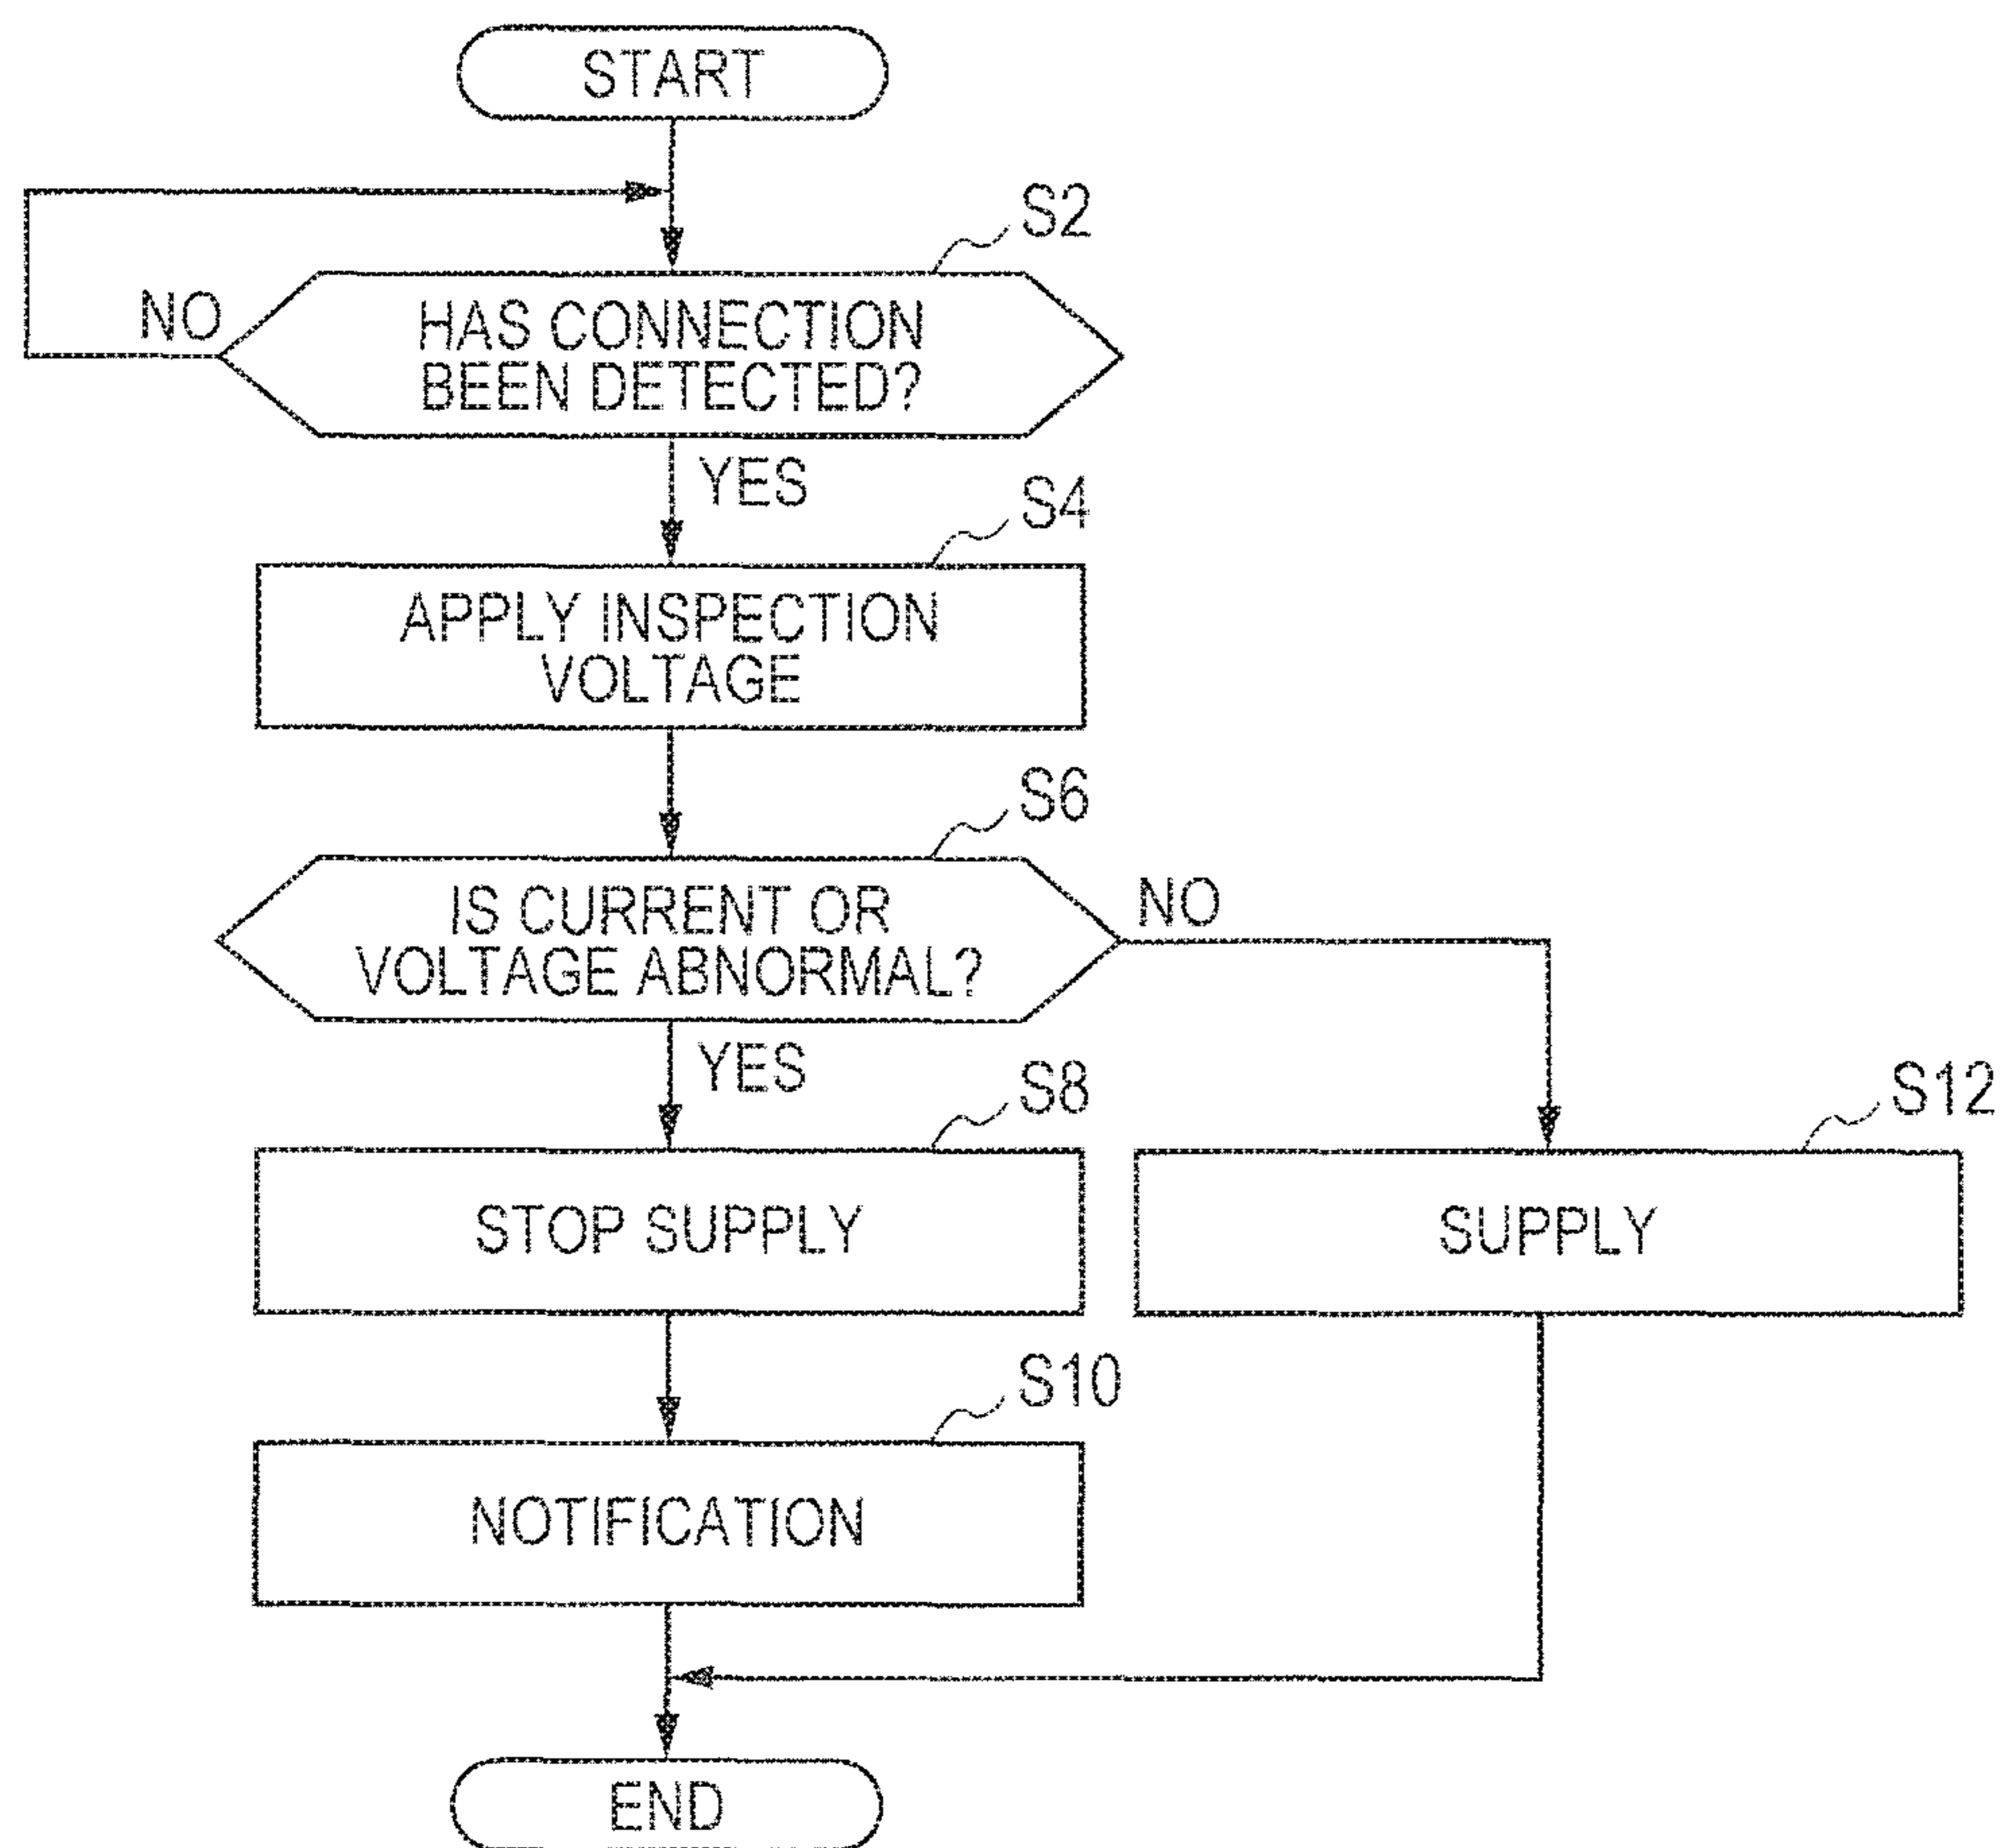 START
S2
NO
HAS CONNECTION
BEEN DETECTED?
YES
S4
APPLY INSPECTION
VOLTAGE
S6
IS CURRENT OR
VOLTAGE ABNORMAL?
NO
YES
S8
S12
STOP SUPPLY
SUPPLY
S10
NOTIFICATION
END